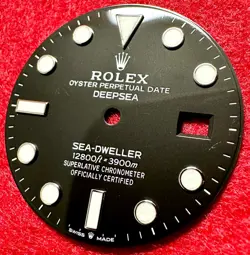 ROLEX
OYSTER PERPETUAL DATE
DEEPSEA
SEA-DWELLER
12800ft = 3900m
SUPERLATIVE CHRONOMETER
OFFICIALLY CERTIFIED
SWISS MADE